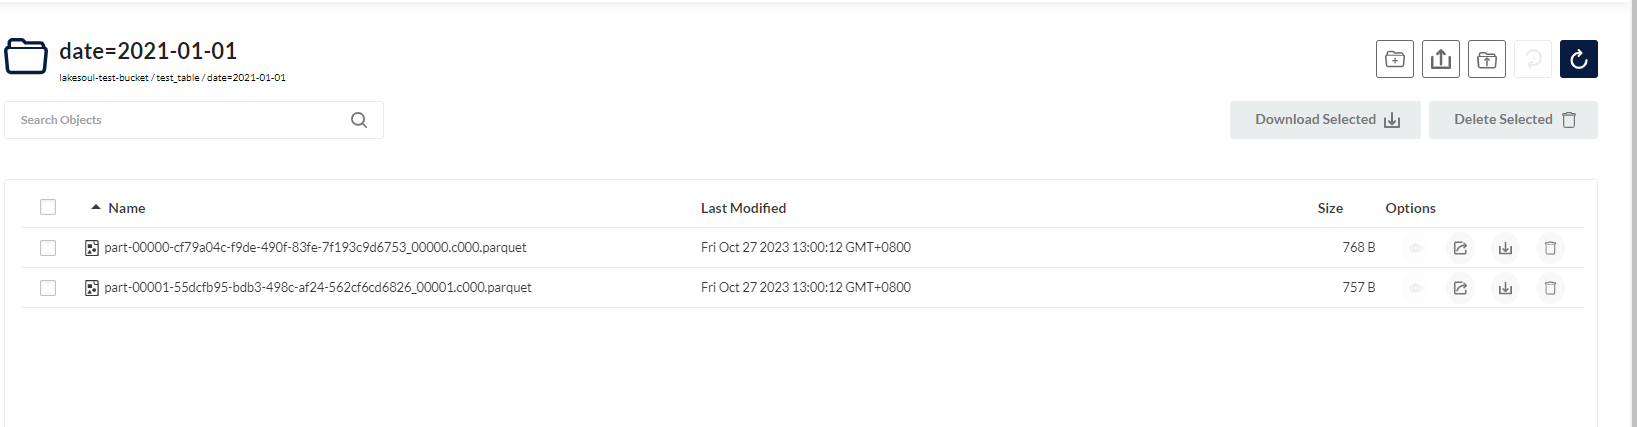 date=2021-01-01
lakesoul-test-bucket / test_table / date=2021-01-01
Search Objects
Download Selected
Delete Selected
Name Last Modified Size Options
part-00000-cf79a04c-f9de-490f-83fe-7f193c9d6753_00000.c000.parquet Fri Oct 27 2023 13:00:12 GMT+0800 768 B
part-00001-55dcfb95-bdb3-498c-af24-562cf6cd6826_00001.c000.parquet Fri Oct 27 2023 13:00:12 GMT+0800 757 B